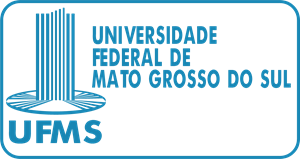 UNIVERSIDADE
FEDERAL DE
MATO GROSSO DO SUL
UFMS